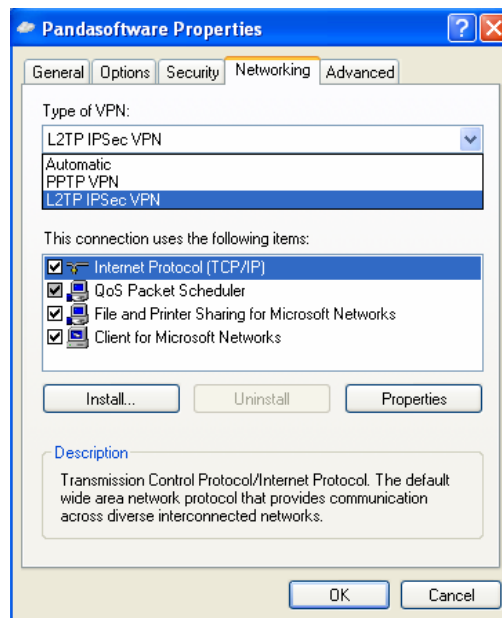 Pandasoftware Properties
General Options Security Networking Advanced
Type of VPN:
L2TP IPSec VPN
Automatic
PPTP VPN
L2TP IPSec VPN
This connection uses the following items:
Internet Protocol (TCP/IP)
QoS Packet Scheduler
File and Printer Sharing for Microsoft Networks
Client for Microsoft Networks
Install... Uninstall Properties
Description
Transmission Control Protocol/Internet Protocol. The default
wide area network protocol that provides communication
across diverse interconnected networks.
OK Cancel